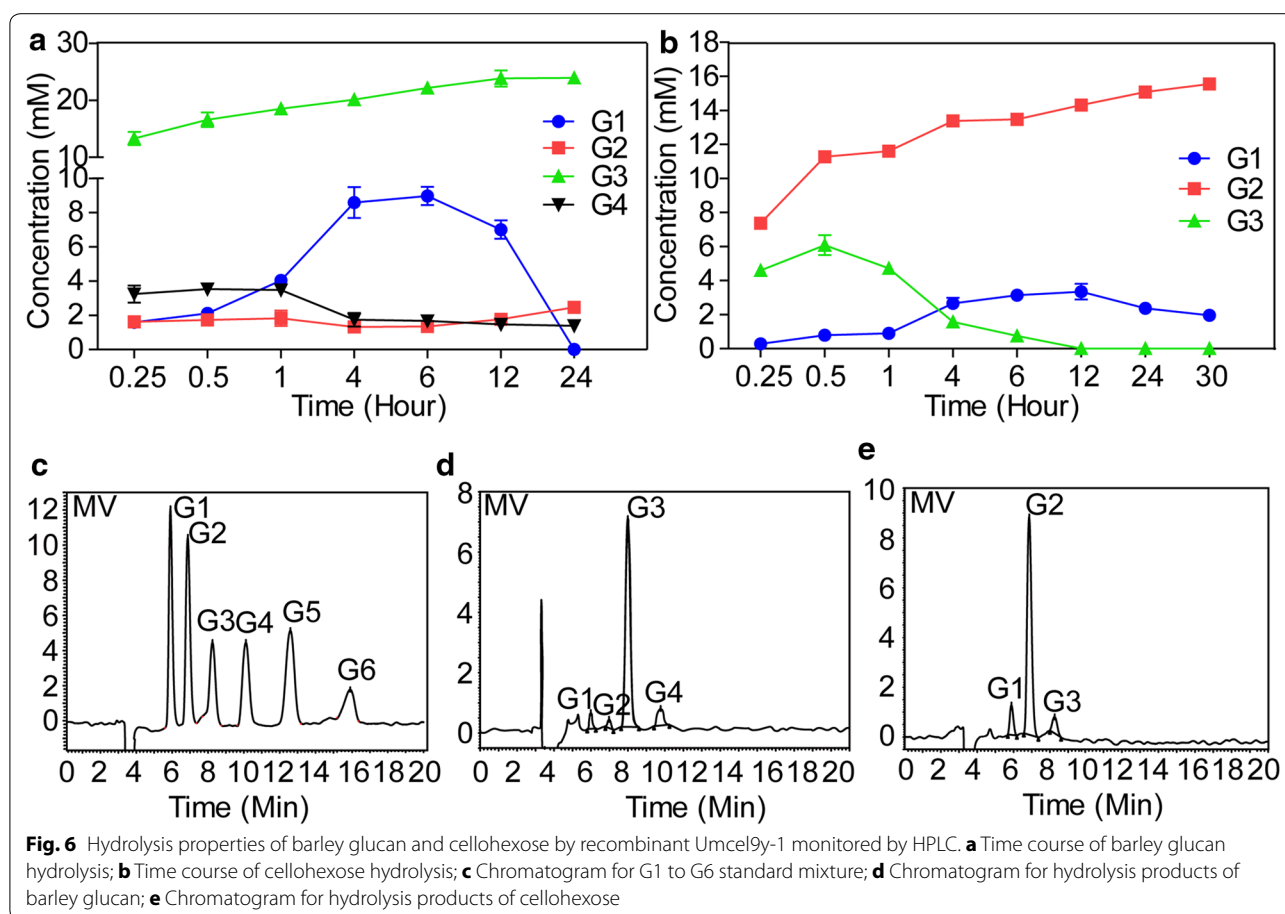 a
30
20
10
10
8
6
4
2
0
Concentration (mM)
G1
G2
G3
G4
0.25 0.5 1 4 6 12 24
Time (Hour)
b
18
16
14
12
10
8
6
4
2
0
Concentration (mM)
G1
G2
G3
0.25 0.5 1 4 6 12 24 30
Time (Hour)
c
MV
12
10
8
6
4
2
0
G1
G2
G3 G4 G5
G6
0 2 4 6 8 10 12 14 16 18 20
Time (Min)
d
MV
8
6
4
2
0
G3
G1 G2 G4
0 2 4 6 8 10 12 14 16 18 20
Time (Min)
e
MV
10
8
6
4
2
0
G2
G1 G3
0 2 4 6 8 10 12 14 16 18 20
Time (Min)
Fig. 6 Hydrolysis properties of barley glucan and cellohexose by recombinant Umcel9y-1 monitored by HPLC. a Time course of barley glucan
hydrolysis; b Time course of cellohexose hydrolysis; c Chromatogram for G1 to G6 standard mixture; d Chromatogram for hydrolysis products of
barley glucan; e Chromatogram for hydrolysis products of cellohexose